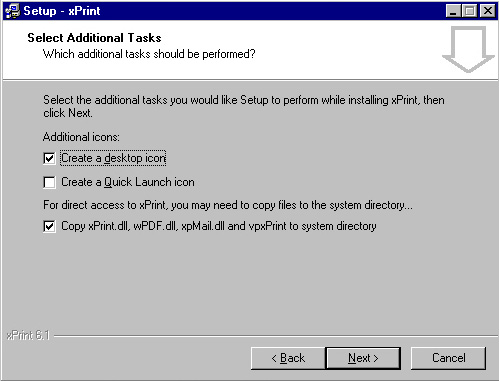 Setup - xPrint
Select Additional Tasks
Which additional tasks should be performed?
Select the additional tasks you would like Setup to perform while installing xPrint, then
click Next.
Additional icons:
Create a desktop icon
Create a Quick Launch icon
For direct access to xPrint, you may need to copy files to the system directory...
Copy xPrint.dll, wPDF.dll, xpMail.dll and vpxPrint to system directory
xPrint 6.1
< Back
Next >
Cancel